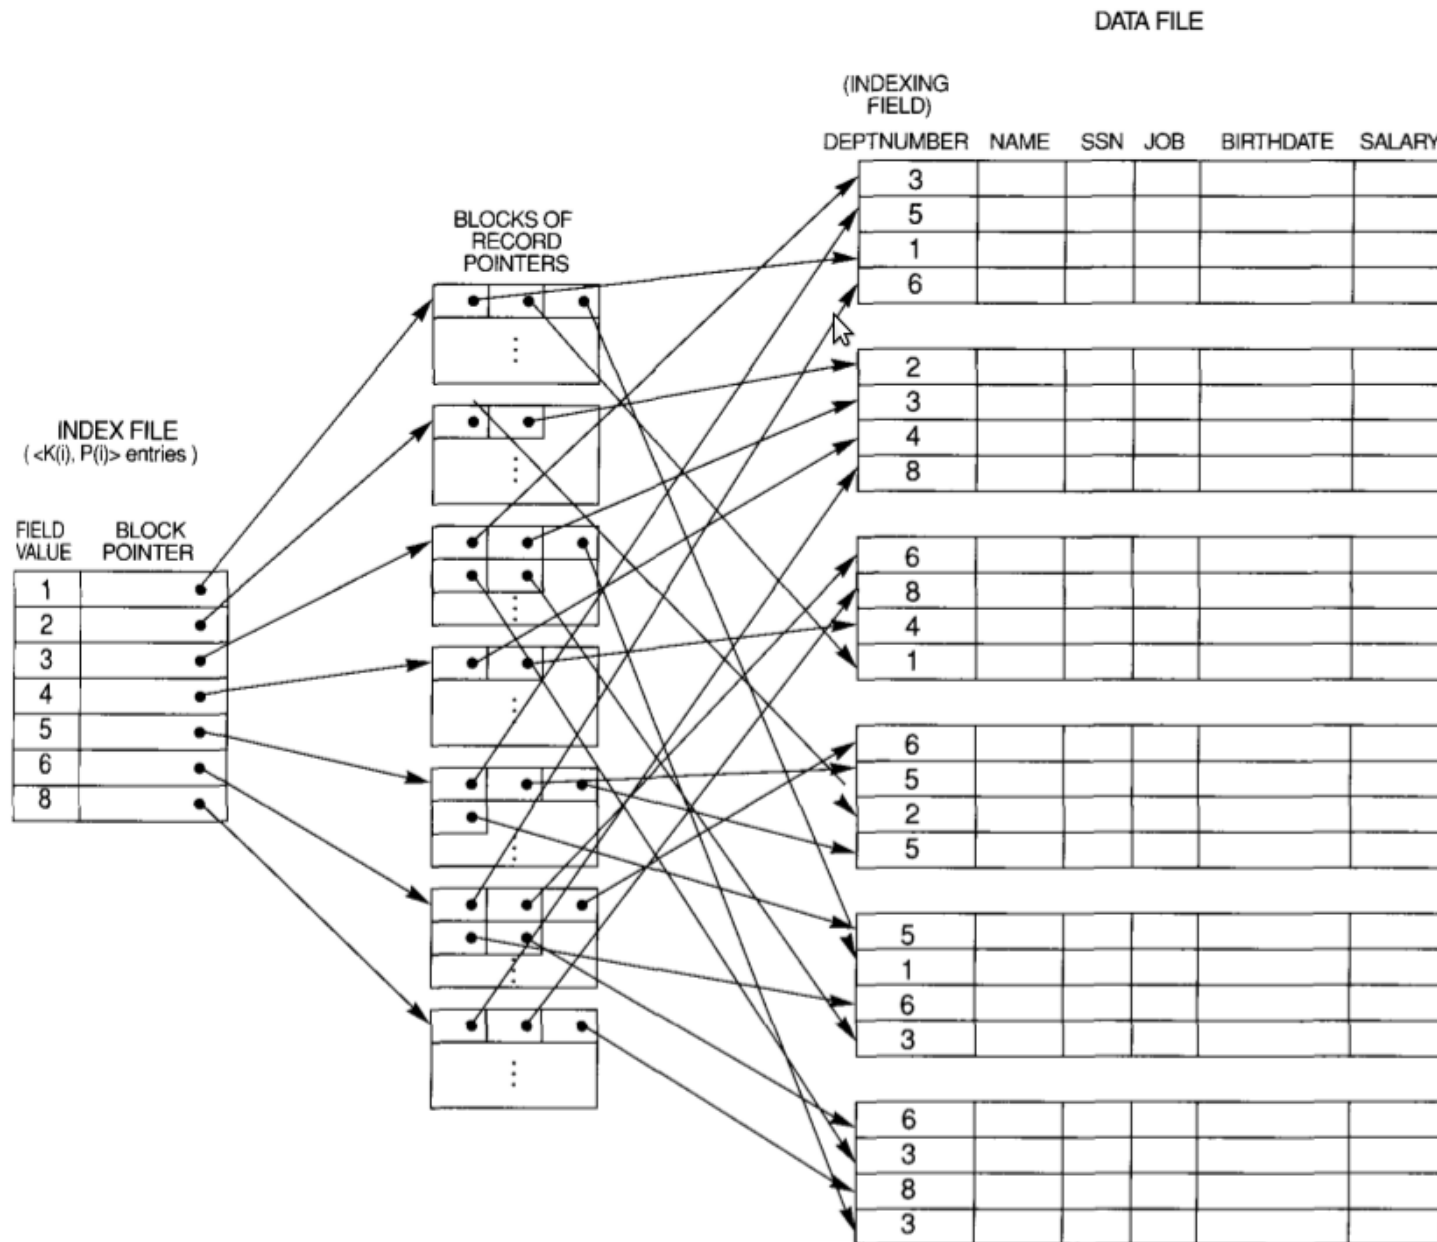 DATA FILE
(INDEXING
FIELD)
DEPTNUMBER NAME SSN JOB BIRTHDATE SALARY
3
5
1
6
2
3
4
8
6
8
4
1
6
5
2
5
5
1
6
3
6
3
8
3
BLOCKS OF
RECORD
POINTERS
INDEX FILE
( <K(i), P(i)> entries )
FIELD
VALUE
BLOCK
POINTER
1
2
3
4
5
6
8